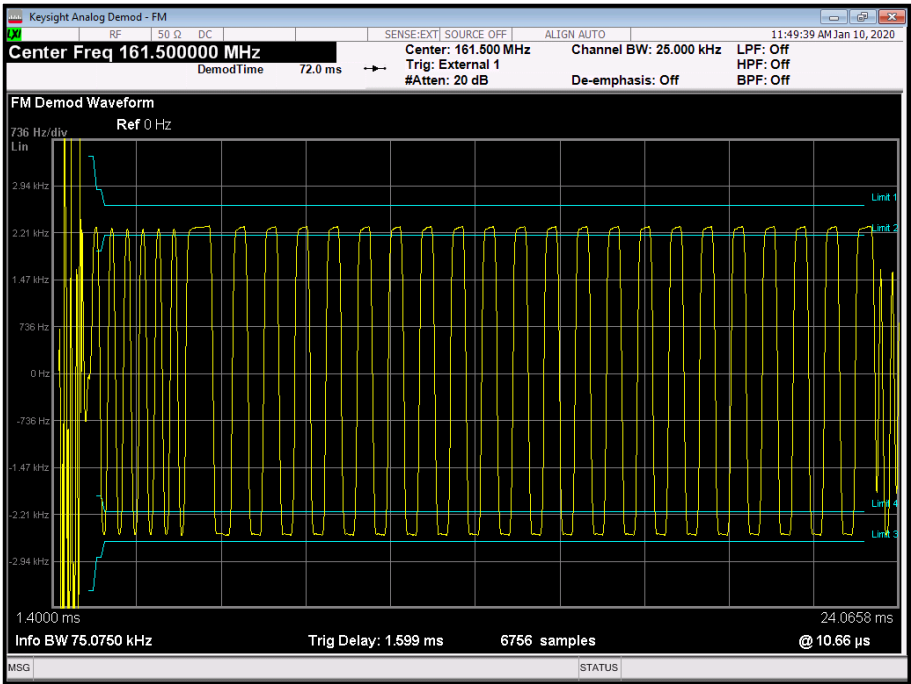 Keysight Analog Demod - FM
LXI RF 50 Ω DC SENSE:EXT SOURCE OFF ALIGN AUTO 11:49:39 AM Jan 10, 2020
Center Freq 161.500000 MHz Center: 161.500 MHz Channel BW: 25.000 kHz LPF: Off
DemodTime 72.0 ms Trig: External 1 HPF: Off
#Atten: 20 dB De-emphasis: Off BPF: Off
FM Demod Waveform
736 Hz/div Ref 0 Hz
Lin
2.94 kHz
Limit 1
2.21 kHz Limit 2
1.47 kHz
736 Hz
0 Hz
-736 Hz
-1.47 kHz
Limit 4
-2.21 kHz
Limit 3
-2.94 kHz
1.4000 ms 24.0658 ms
Info BW 75.0750 kHz Trig Delay: 1.599 ms 6756 samples @ 10.66 µs
MSG STATUS